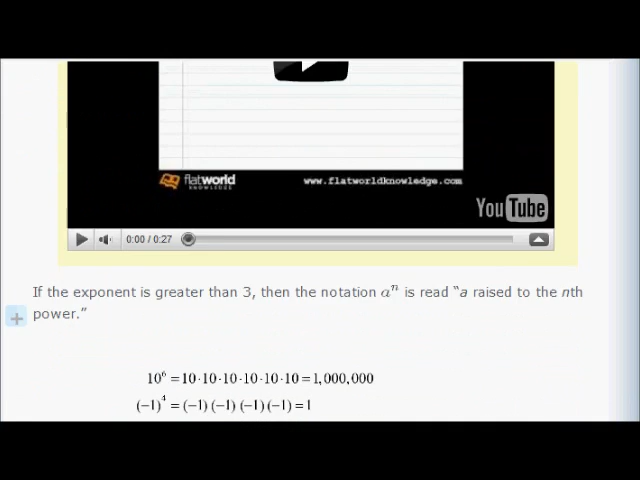 flatworld
KNOWLEDGE
www.flatworldknowledge.com
YouTube
0:00 / 0:27
If the exponent is greater than 3, then the notation aⁿ is read “a raised to the nth
power.”
10⁶ = 10·10·10·10·10·10 = 1,000,000
(−1)⁴ = (−1)(−1)(−1)(−1) = 1